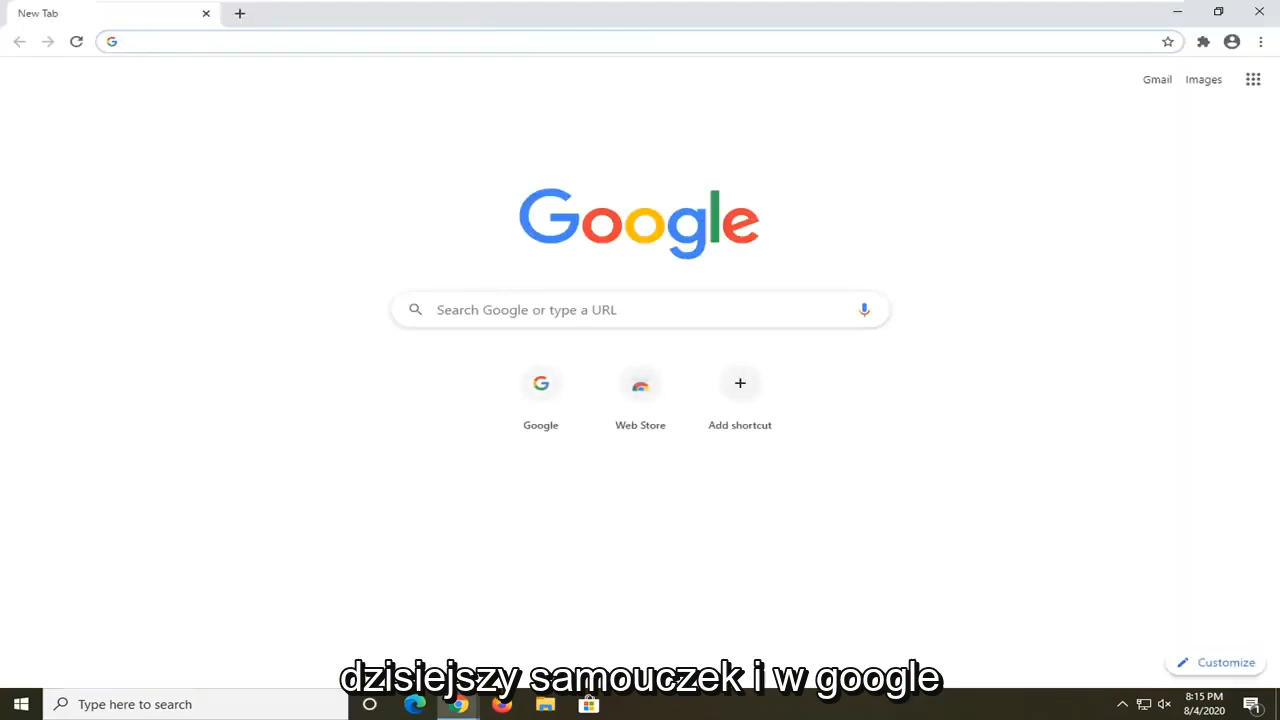 New Tab
Gmail Images
Google
Search Google or type a URL
Google Web Store Add shortcut
Customize
dzisiejszy samouczek i w google
Type here to search
8:15 PM
8/4/2020
1